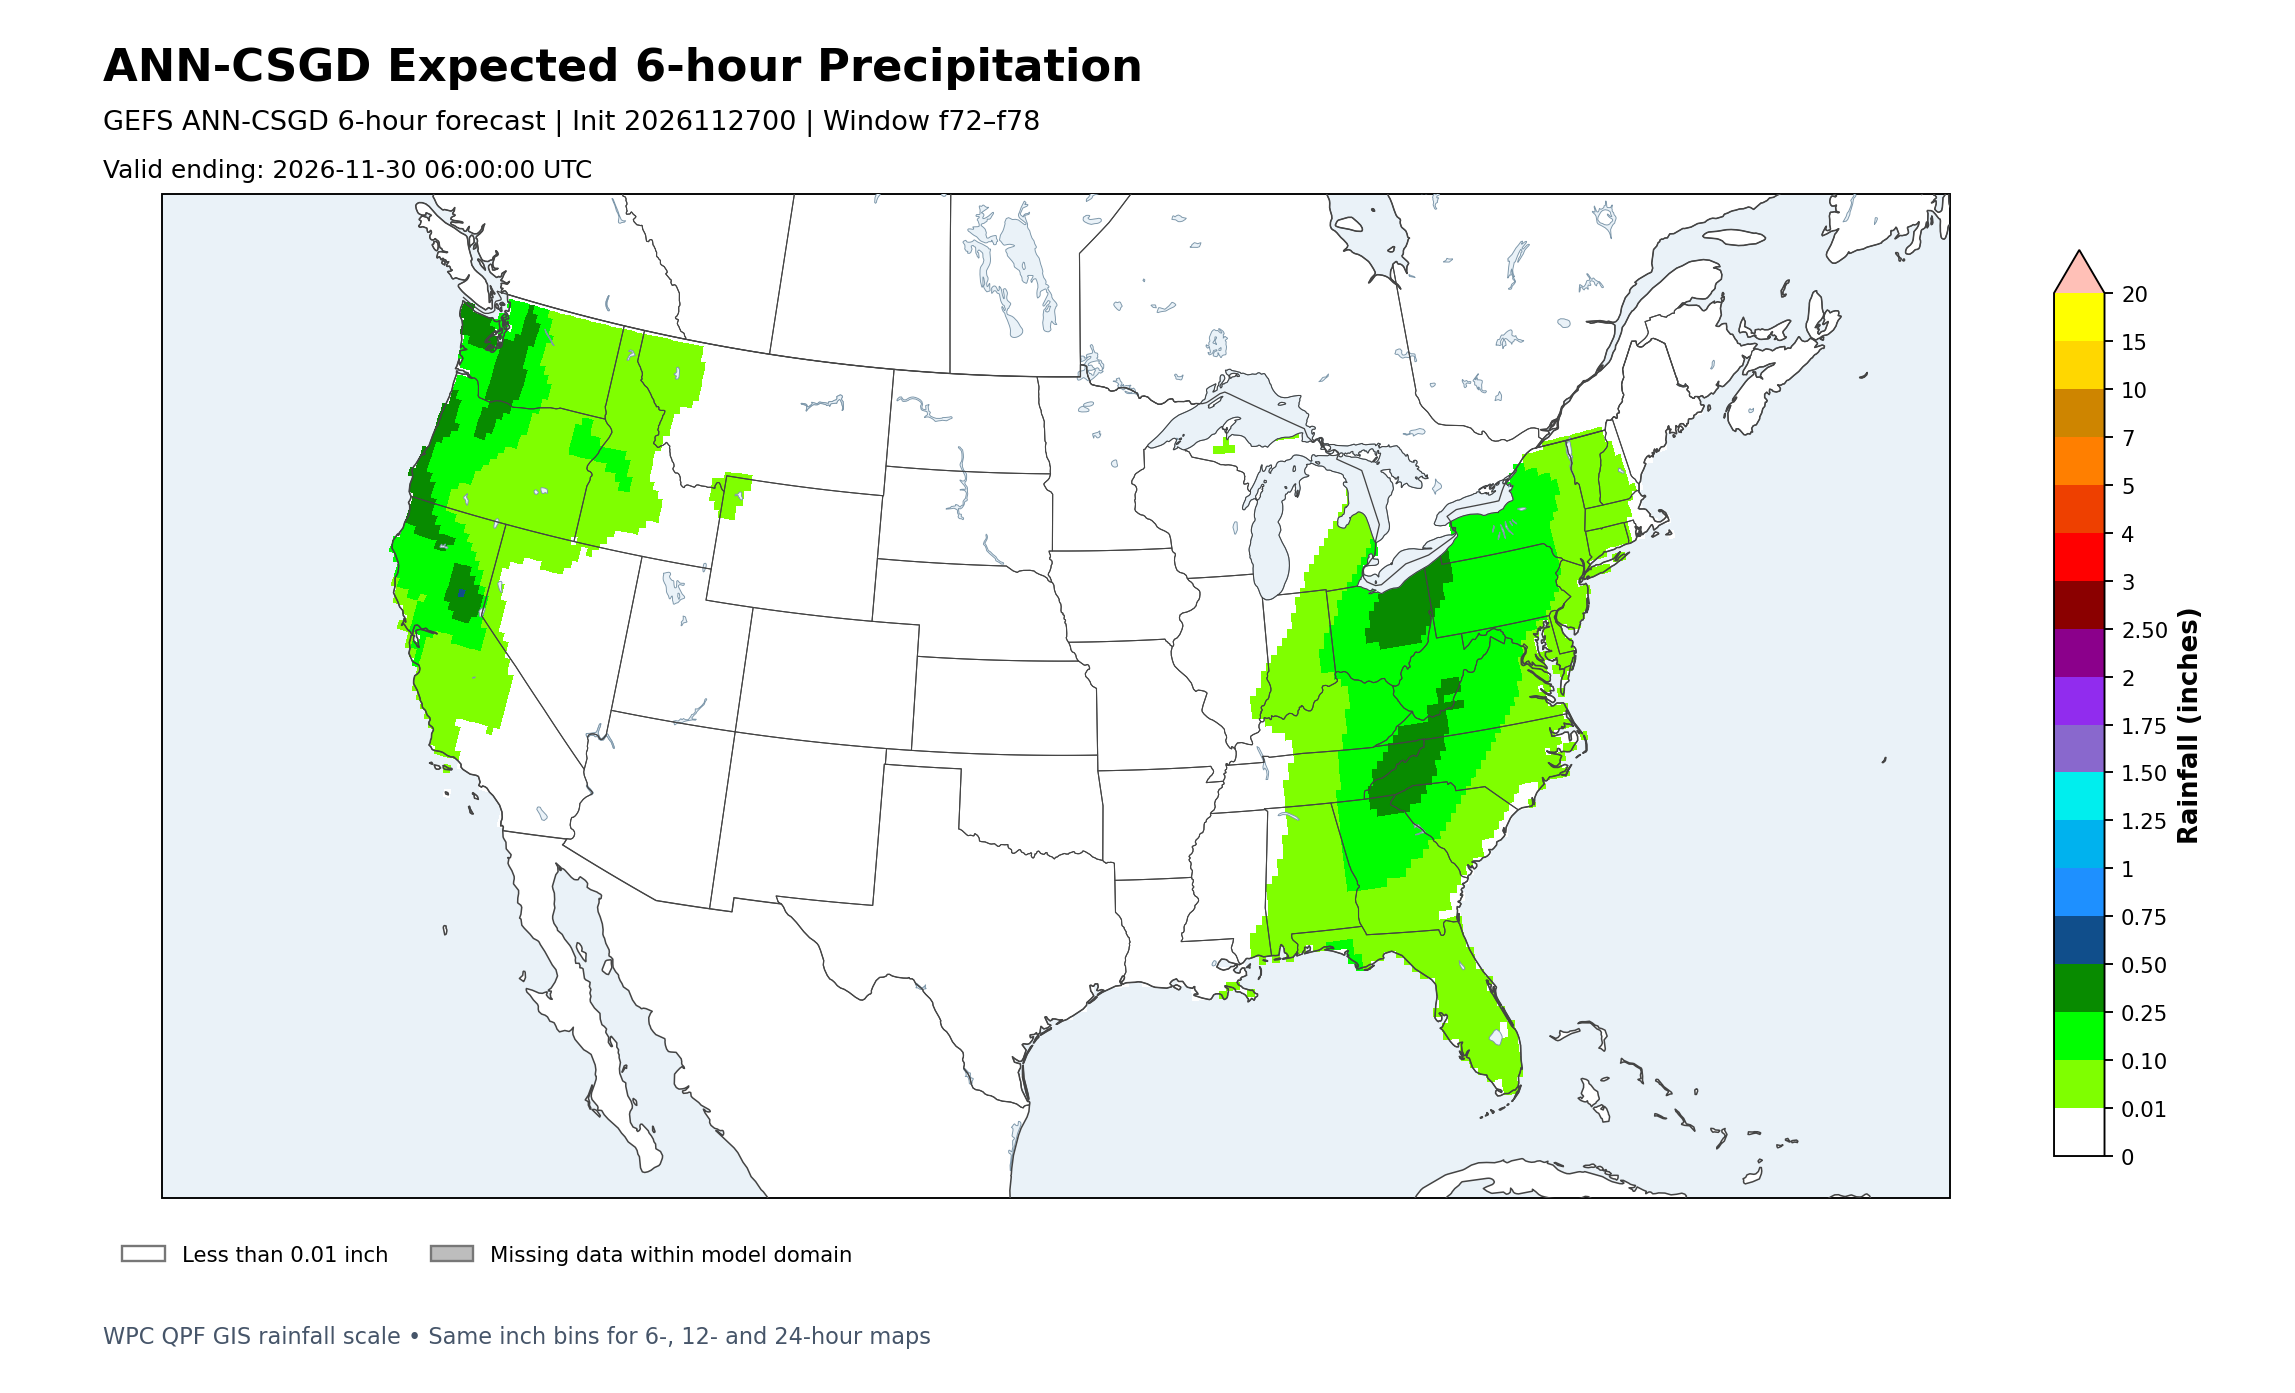 ANN-CSGD Expected 6-hour Precipitation
GEFS ANN-CSGD 6-hour forecast | Init 2026112700 | Window f72–f78
Valid ending: 2026-11-30 06:00:00 UTC
20
15
10
7
5
4
3
2.50
2
1.75
1.50
1.25
1
0.75
0.50
0.25
0.10
0.01
0
Rainfall (inches)
Less than 0.01 inch
Missing data within model domain
WPC QPF GIS rainfall scale • Same inch bins for 6-, 12- and 24-hour maps